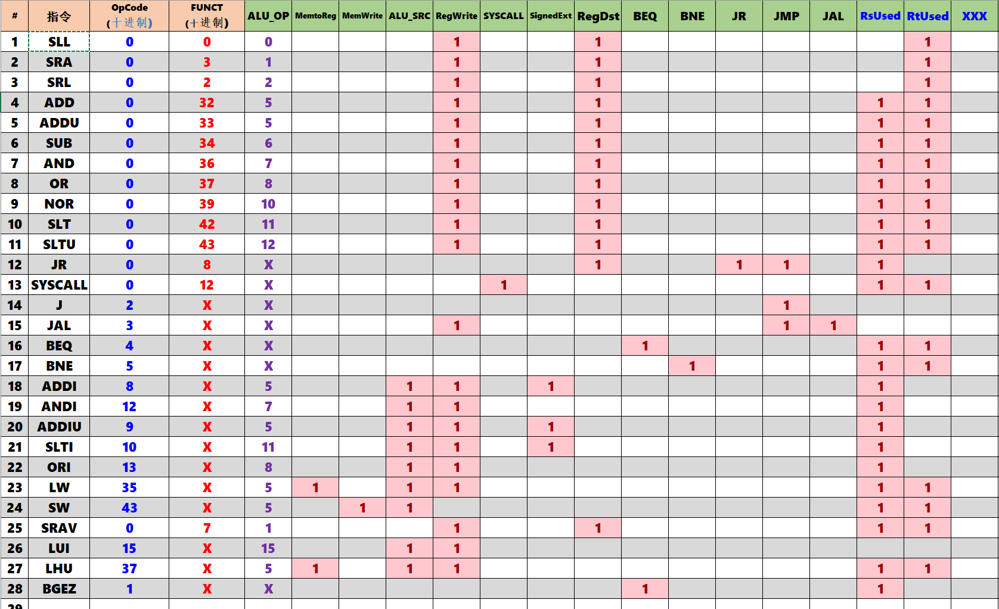 # 指令 OpCode (十进制) FUNCT (十进制) ALU_OP MemtoReg MemWrite ALU_SRC RegWrite SYSCALL SignedExt RegDst BEQ BNE JR JMP JAL RsUsed RtUsed XXX
1 SLL 0 0 0 1 1 1
2 SRA 0 3 1 1 1 1
3 SRL 0 2 2 1 1 1
4 ADD 0 32 5 1 1 1 1
5 ADDU 0 33 5 1 1 1 1
6 SUB 0 34 6 1 1 1 1
7 AND 0 36 7 1 1 1 1
8 OR 0 37 8 1 1 1 1
9 NOR 0 39 10 1 1 1 1
10 SLT 0 42 11 1 1 1 1
11 SLTU 0 43 12 1 1 1 1
12 JR 0 8 X 1 1 1 1
13 SYSCALL 0 12 X 1 1 1
14 J 2 X X 1
15 JAL 3 X X 1 1 1
16 BEQ 4 X X 1 1 1
17 BNE 5 X X 1 1 1
18 ADDI 8 X 5 1 1 1 1
19 ANDI 12 X 7 1 1 1
20 ADDIU 9 X 5 1 1 1 1
21 SLTI 10 X 11 1 1 1 1
22 ORI 13 X 8 1 1 1
23 LW 35 X 5 1 1 1 1 1
24 SW 43 X 5 1 1 1 1
25 SRAV 0 7 1 1 1 1 1
26 LUI 15 X 15 1 1
27 LHU 37 X 5 1 1 1 1 1
28 BGEZ 1 X X 1 1
29